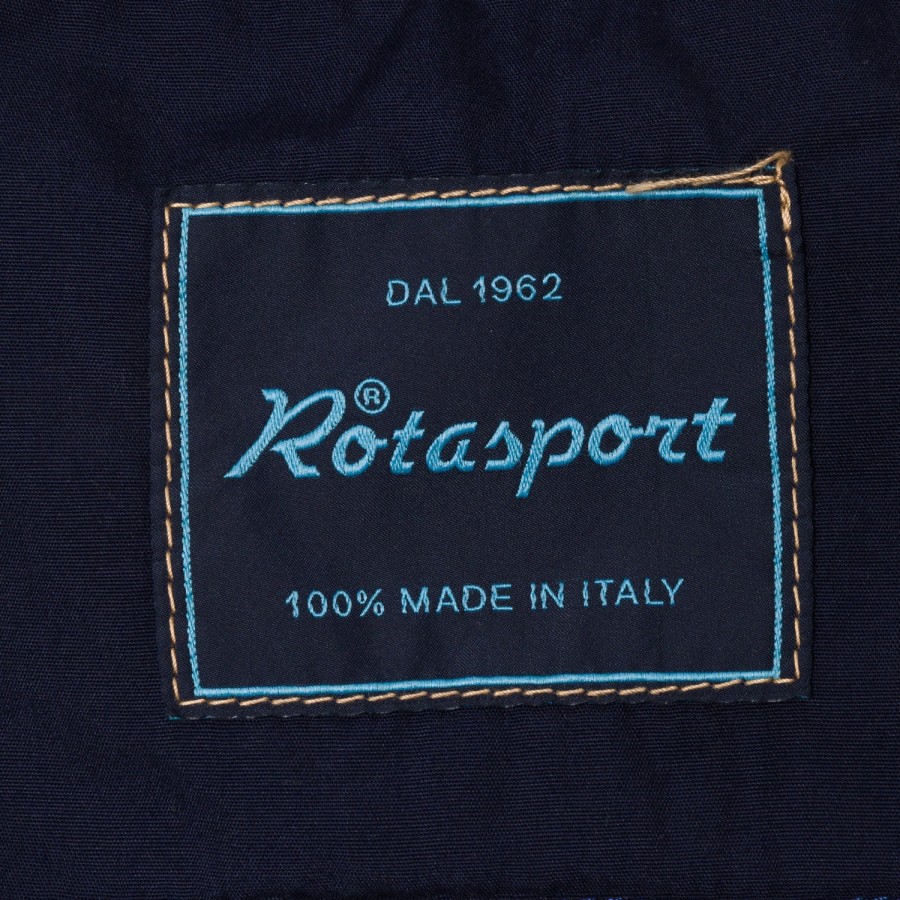 DAL 1962
Rotasport®
100% MADE IN ITALY